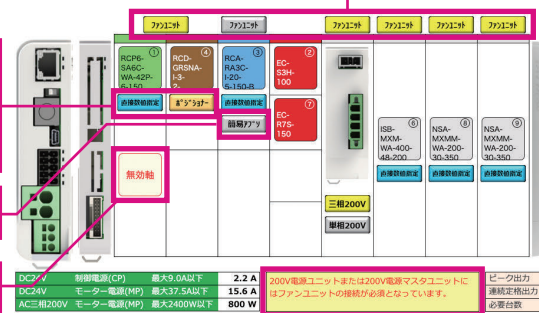 ファンユニット
ファンユニット
ファンユニット
ファンユニット
ファンユニット
ファンユニット
①
RCP6-
SA6C-
WA-42P-
6-150
直接数値指定
無効軸
④
RCD-
GRSNA-
I-3-
2-
ポジショナー
③
RCA-
RA3C-
I-20-
5-150-B
直接数値指定
簡易アブソ
②
EC-
S3H-
100
⑦
EC-
R7S-
150
三相200V
単相200V
⑥
ISB-
MXM-
WA-400-
48-200
直接数値指定
⑧
NSA-
MXMM-
WA-200-
30-350
直接数値指定
⑨
NSA-
MXMM-
WA-200-
30-350
直接数値指定
DC24V 制御電源(CP) 最大9.0A以下 2.2 A
DC24V モーター電源(MP) 最大37.5A以下 15.6 A
AC三相200V モーター電源(MP) 最大2400W以下 800 W
200V電源ユニットまたは200V電源マスタユニットに
はファンユニットの接続が必須となっています。
ピーク出力
連続定格出力
必要台数